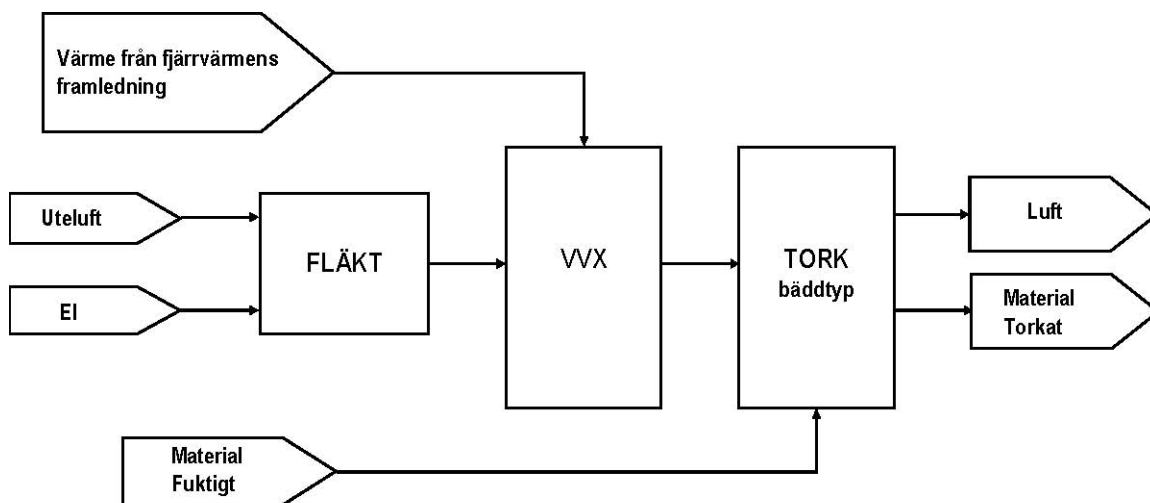 Värme från fjärrvärmens
framledning
Uteluft
El
FLÄKT
VVX
TORK
bäddtyp
Luft
Material
Torkat
Material
Fuktigt